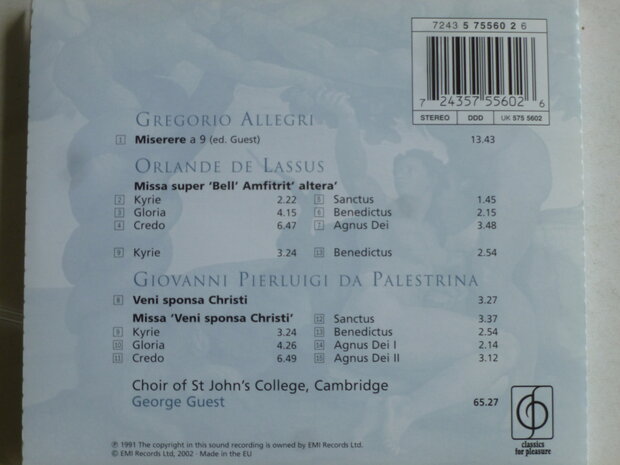 7243 5 75560 2 6
7 24357 55602 6
STEREO DDD UK 575 5602
GREGORIO ALLEGRI
1 Miserere a 9 (ed. Guest) 13.43
ORLANDE DE LASSUS
Missa super 'Bell' Amfitrit' altera'
2 Kyrie 2.22 5 Sanctus 1.45
3 Gloria 4.15 6 Benedictus 2.15
4 Credo 6.47 7 Agnus Dei 3.48
9 Kyrie 3.24 13 Benedictus 2.54
GIOVANNI PIERLUIGI DA PALESTRINA
8 Veni sponsa Christi 3.27
Missa 'Veni sponsa Christi' 12 Sanctus 3.37
9 Kyrie 3.24 13 Benedictus 2.54
10 Gloria 4.26 14 Agnus Dei I 2.14
11 Credo 6.49 15 Agnus Dei II 3.12
Choir of St John's College, Cambridge
George Guest 65.27
℗ 1991 The copyright in this sound recording is owned by EMI Records Ltd.
© EMI Records Ltd, 2002 · Made in the EU
classics
for pleasure